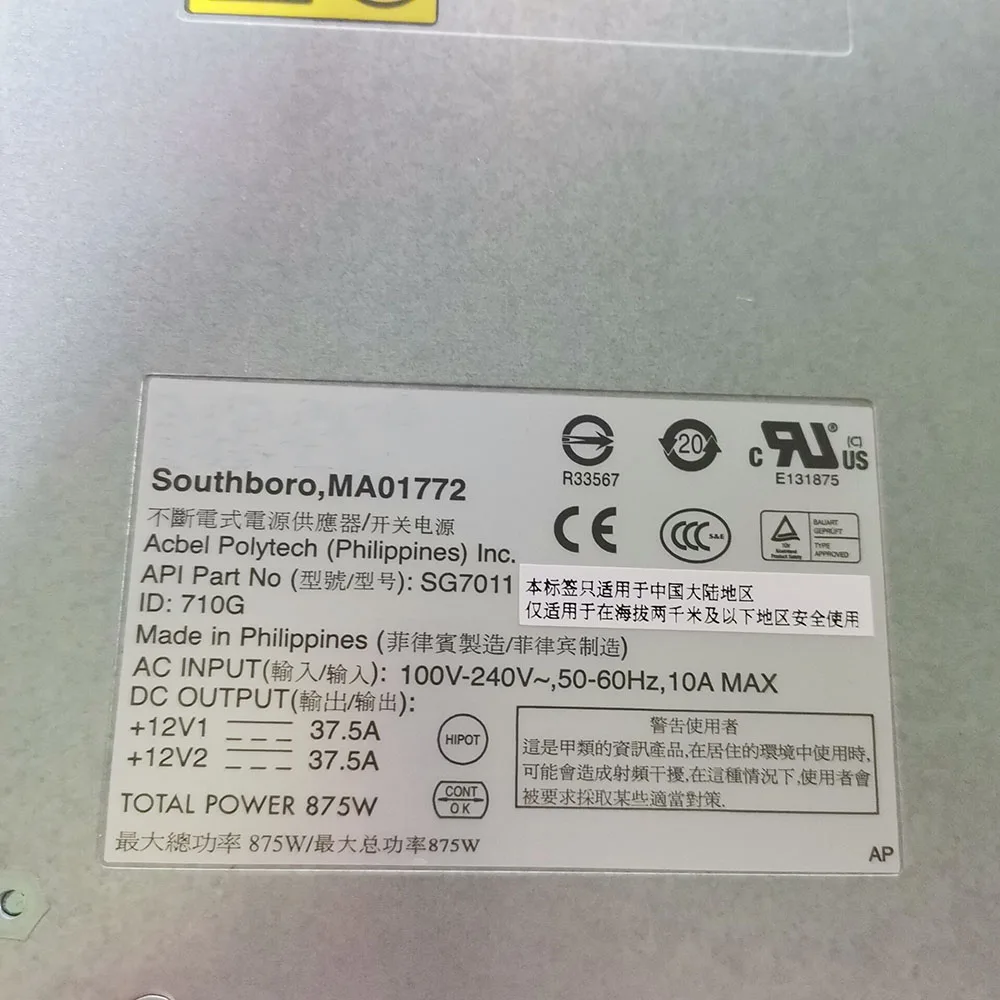 Southboro,MA01772
不斷電式電源供應器/开关电源
Acbel Polytech (Philippines) Inc.
API Part No (型號/型号): SG7011
ID: 710G
Made in Philippines (菲律賓製造/菲律宾制造)
AC INPUT(輸入/输入): 100V-240V~,50-60Hz,10A MAX
DC OUTPUT(輸出/输出):
+12V1 37.5A
+12V2 37.5A
TOTAL POWER 875W
最大總功率 875W/最大总功率875W
R33567
20
C US (C)
E131875
CE
CCC S&E
BAUART GEPRÜFT
TYPE APPROVED
本标签只适用于中国大陆地区
仅适用于在海拔两千米及以下地区安全使用
HIPOT
CONT
OK
警告使用者
這是甲類的資訊產品,在居住的環境中使用時,
可能會造成射頻干擾,在這種情況下,使用者會
被要求採取某些適當對策.
AP